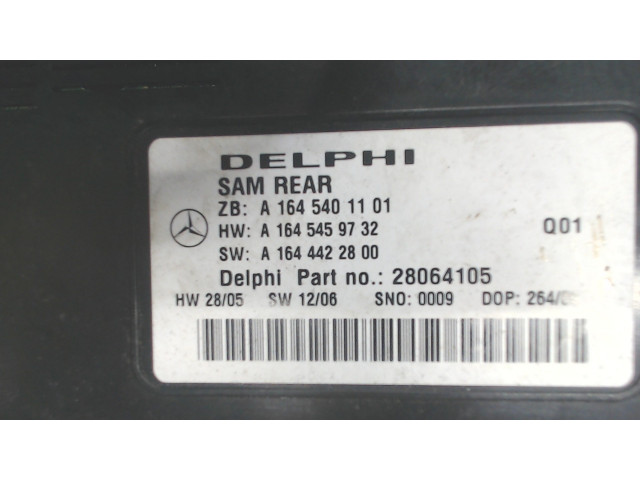 DELPHI
SAM REAR
ZB: A 164 540 11 01
HW: A 164 545 97 32 Q01
SW: A 164 442 28 00
Delphi Part no.: 28064105
HW 28/05 SW 12/06 SNO: 0009 DOP: 264/